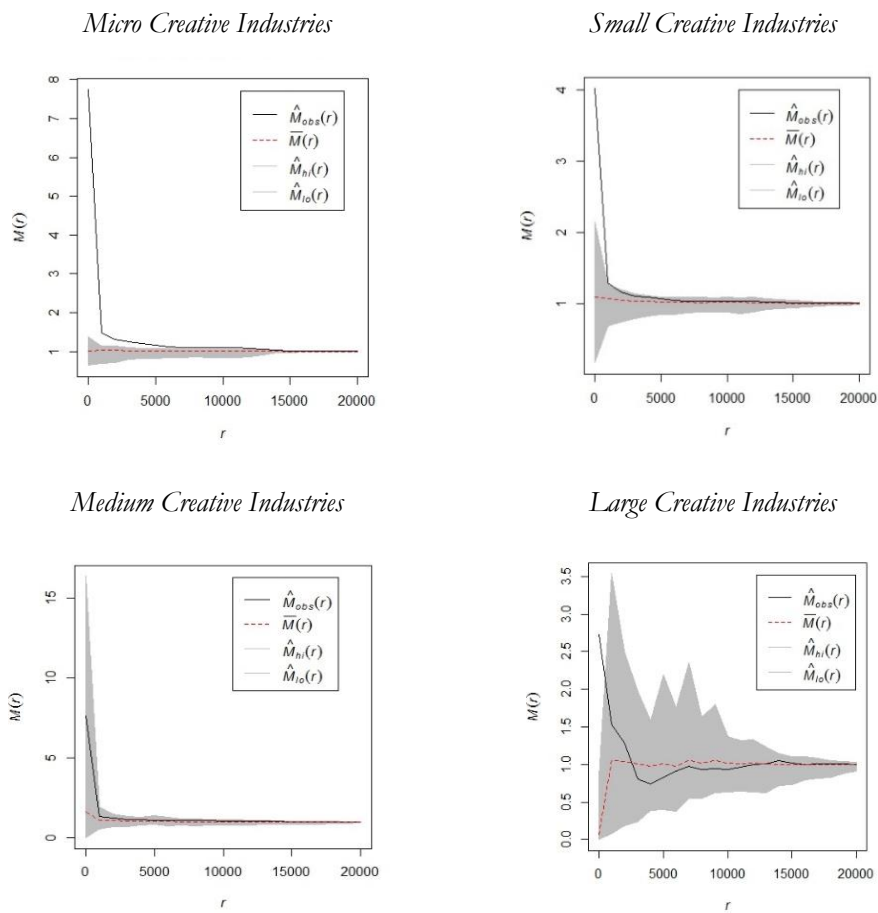 Micro Creative Industries
M(r)
8
7
6
5
4
3
2
1
M̂obs(r)
M̄(r)
M̂hi(r)
M̂lo(r)
0 5000 10000 15000 20000
r
Small Creative Industries
M(r)
4
3
2
1
M̂obs(r)
M̄(r)
M̂hi(r)
M̂lo(r)
0 5000 10000 15000 20000
r
Medium Creative Industries
M(r)
15
10
5
0
M̂obs(r)
M̄(r)
M̂hi(r)
M̂lo(r)
0 5000 10000 15000 20000
r
Large Creative Industries
M(r)
3.5
3.0
2.5
2.0
1.5
1.0
0.5
0.0
M̂obs(r)
M̄(r)
M̂hi(r)
M̂lo(r)
0 5000 10000 15000 20000
r